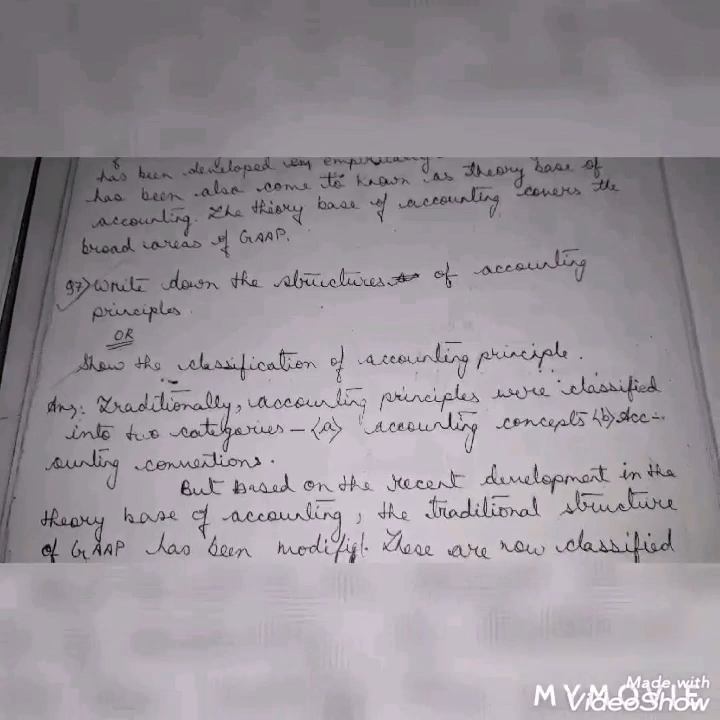 has been developed empirically
has been also come to known as theory base of
accounting. The theory base of accounting covers the
broad areas of GAAP.
97) Write down the structures of accounting
principles.
OR
Show the classification of accounting principle.
Ans: Traditionally, accounting principles were classified
into two categories - (a) accounting concepts (b) Acc-
ounting conventions.
But based on the recent development in the
theory base of accounting, the traditional structure
of GAAP has been These are now classified
Made with
MYMOVIE
VideoShow